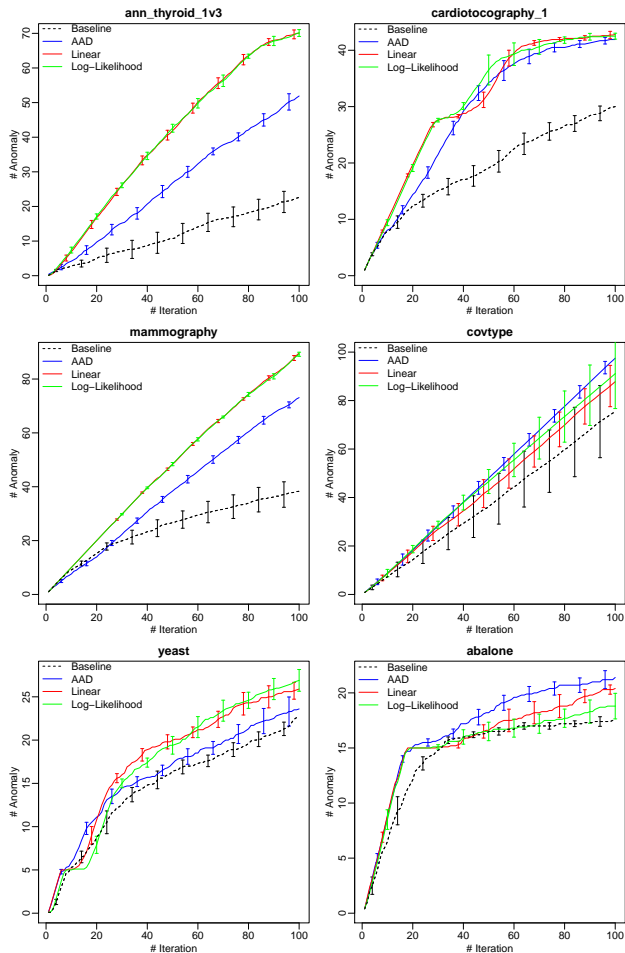 ann_thyroid_1v3
Baseline
AAD
Linear
Log−Likelihood
# Anomaly
0 10 20 30 40 50 60 70
0 20 40 60 80 100
# Iteration
cardiotocography_1
Baseline
AAD
Linear
Log−Likelihood
# Anomaly
0 10 20 30 40
0 20 40 60 80 100
# Iteration
mammography
Baseline
AAD
Linear
Log−Likelihood
# Anomaly
0 20 40 60 80
0 20 40 60 80 100
# Iteration
covtype
Baseline
AAD
Linear
Log−Likelihood
# Anomaly
0 20 40 60 80 100
0 20 40 60 80 100
# Iteration
yeast
Baseline
AAD
Linear
Log−Likelihood
# Anomaly
0 5 10 15 20 25
0 20 40 60 80 100
# Iteration
abalone
Baseline
AAD
Linear
Log−Likelihood
# Anomaly
0 5 10 15 20
0 20 40 60 80 100
# Iteration